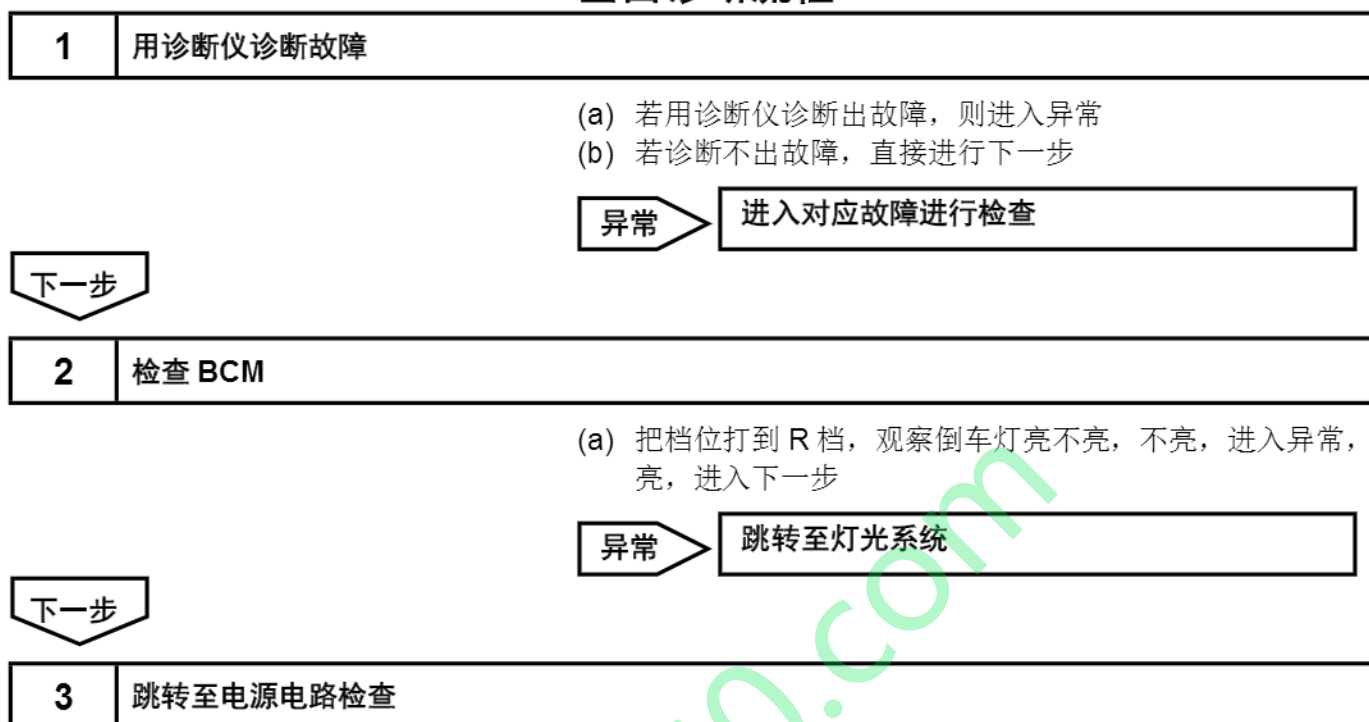 1 用诊断仪诊断故障
(a) 若用诊断仪诊断出故障，则进入异常
(b) 若诊断不出故障，直接进行下一步
异常 进入对应故障进行检查
下一步
2 检查 BCM
(a) 把档位打到 R 档，观察倒车灯亮不亮，不亮，进入异常，
亮，进入下一步
异常 跳转至灯光系统
下一步
3 跳转至电源电路检查